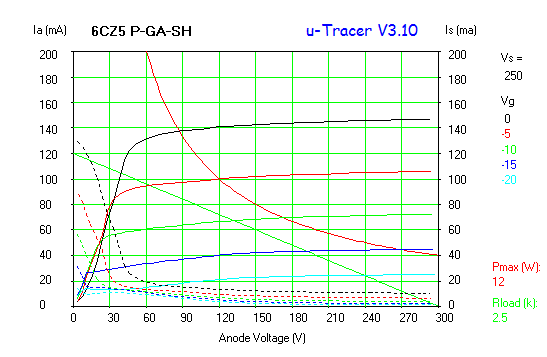 Ia (mA) 6CZ5 P-GA-SH u-Tracer V3.10 Is (ma)
200 200
180 180
160 160
140 140
120 120
100 100
80 80
60 60
40 40
20 20
0 0
0 30 60 90 120 150 180 210 240 270 300
Anode Voltage (V)
Vs =
250
Vg
0
-5
-10
-15
-20
Pmax (W):
12
Rload (k):
2.5